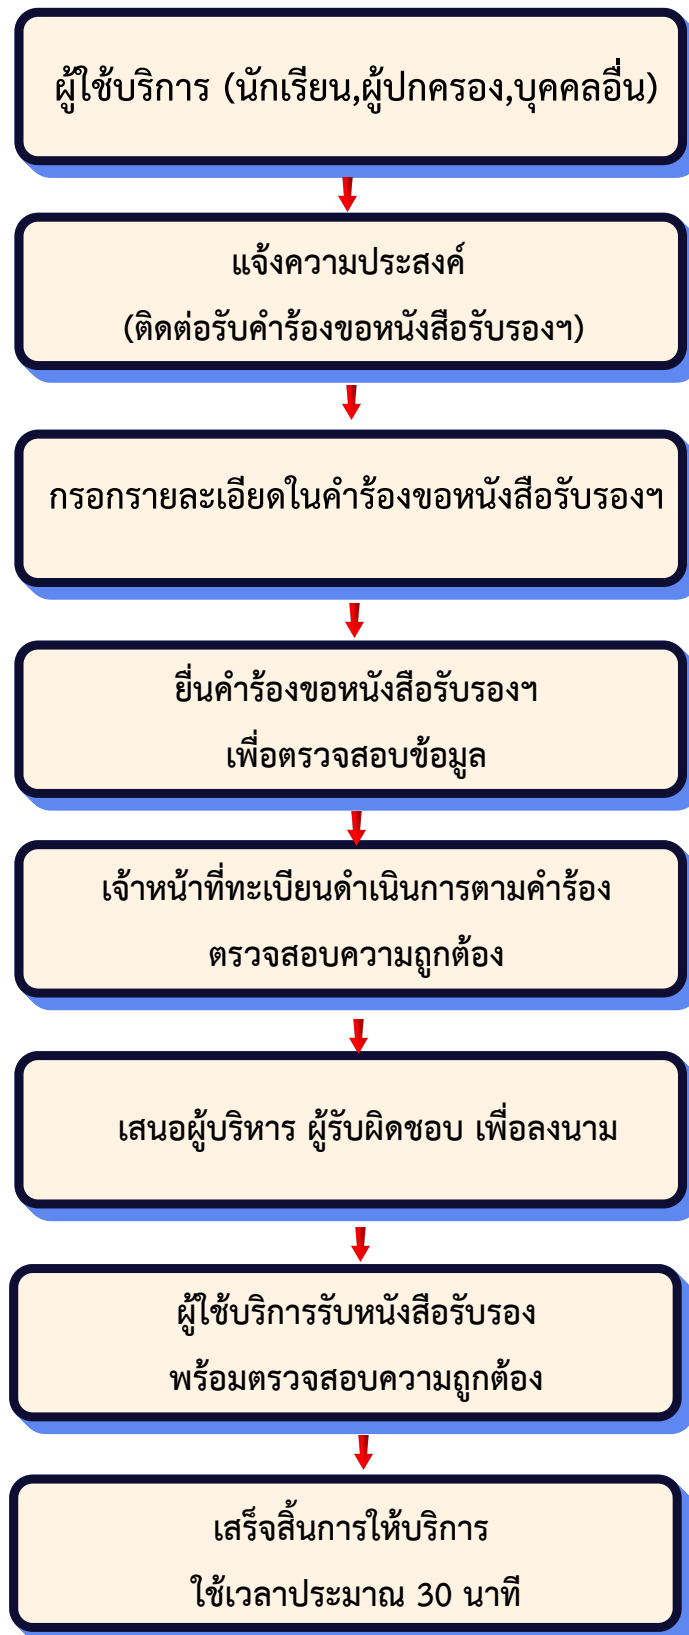 ผู้ใช้บริการ (นักเรียน,ผู้ปกครอง,บุคคลอื่น)
แจ้งความประสงค์
(ติดต่อรับคำร้องขอหนังสือรับรองฯ)
กรอกรายละเอียดในคำร้องขอหนังสือรับรองฯ
ยื่นคำร้องขอหนังสือรับรองฯ
เพื่อตรวจสอบข้อมูล
เจ้าหน้าที่ทะเบียนดำเนินการตามคำร้อง
ตรวจสอบความถูกต้อง
เสนอผู้บริหาร ผู้รับผิดชอบ เพื่อลงนาม
ผู้ใช้บริการรับหนังสือรับรอง
พร้อมตรวจสอบความถูกต้อง
เสร็จสิ้นการให้บริการ
ใช้เวลาประมาณ 30 นาที